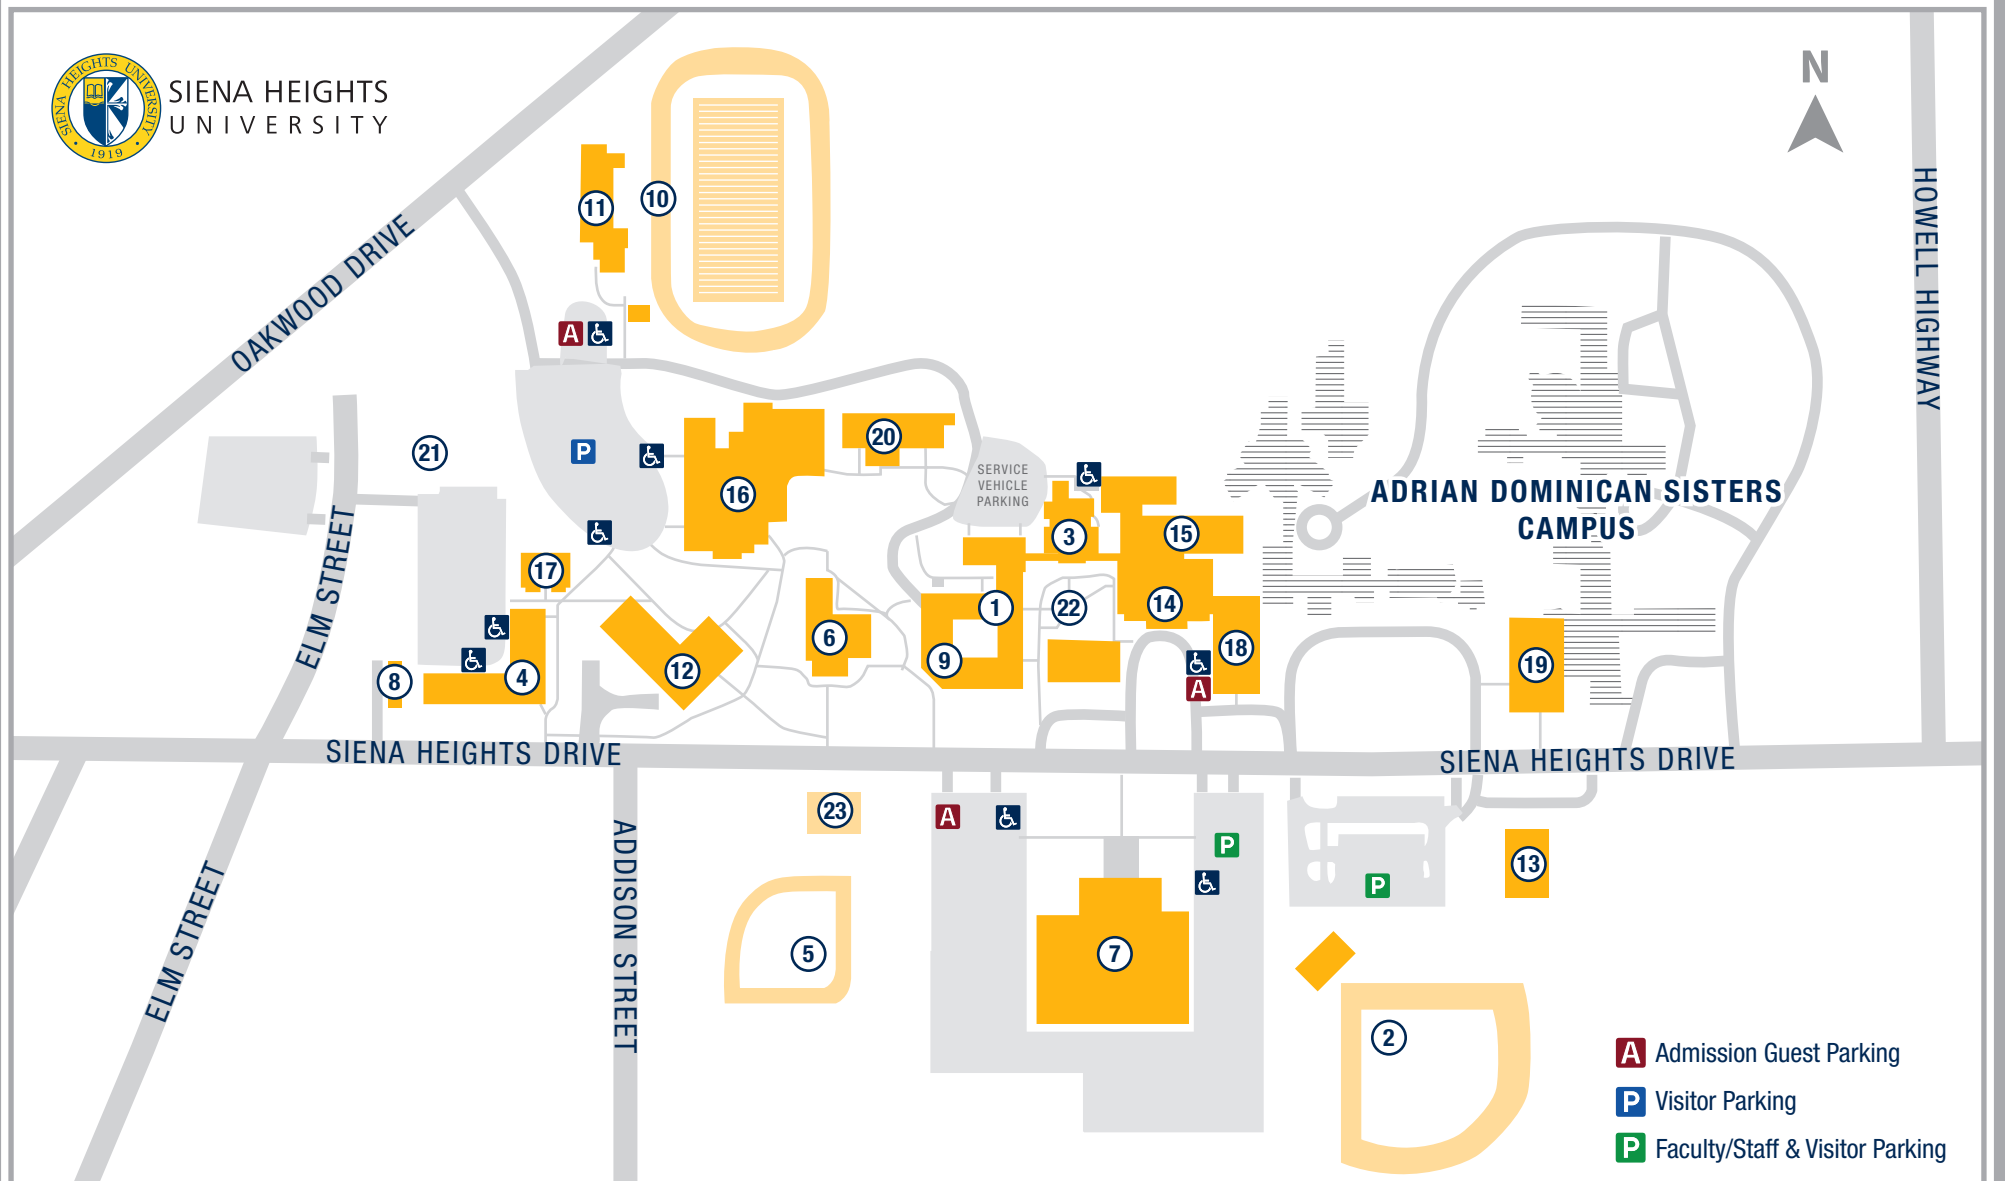 SIENA HEIGHTS UNIVERSITY
1919
SIENA HEIGHTS
UNIVERSITY
N
OAKWOOD DRIVE
HOWELL HIGHWAY
11
10
A
21
P
16
20
SERVICE
VEHICLE
PARKING
ADRIAN DOMINICAN SISTERS
CAMPUS
3
15
17
ELM STREET
1
22
14
6
9
18
12
4
8
19
A
SIENA HEIGHTS DRIVE
SIENA HEIGHTS DRIVE
23
A
P
13
P
ADDISON STREET
ELM STREET
5
7
2
A Admission Guest Parking
P Visitor Parking
P Faculty/Staff & Visitor Parking